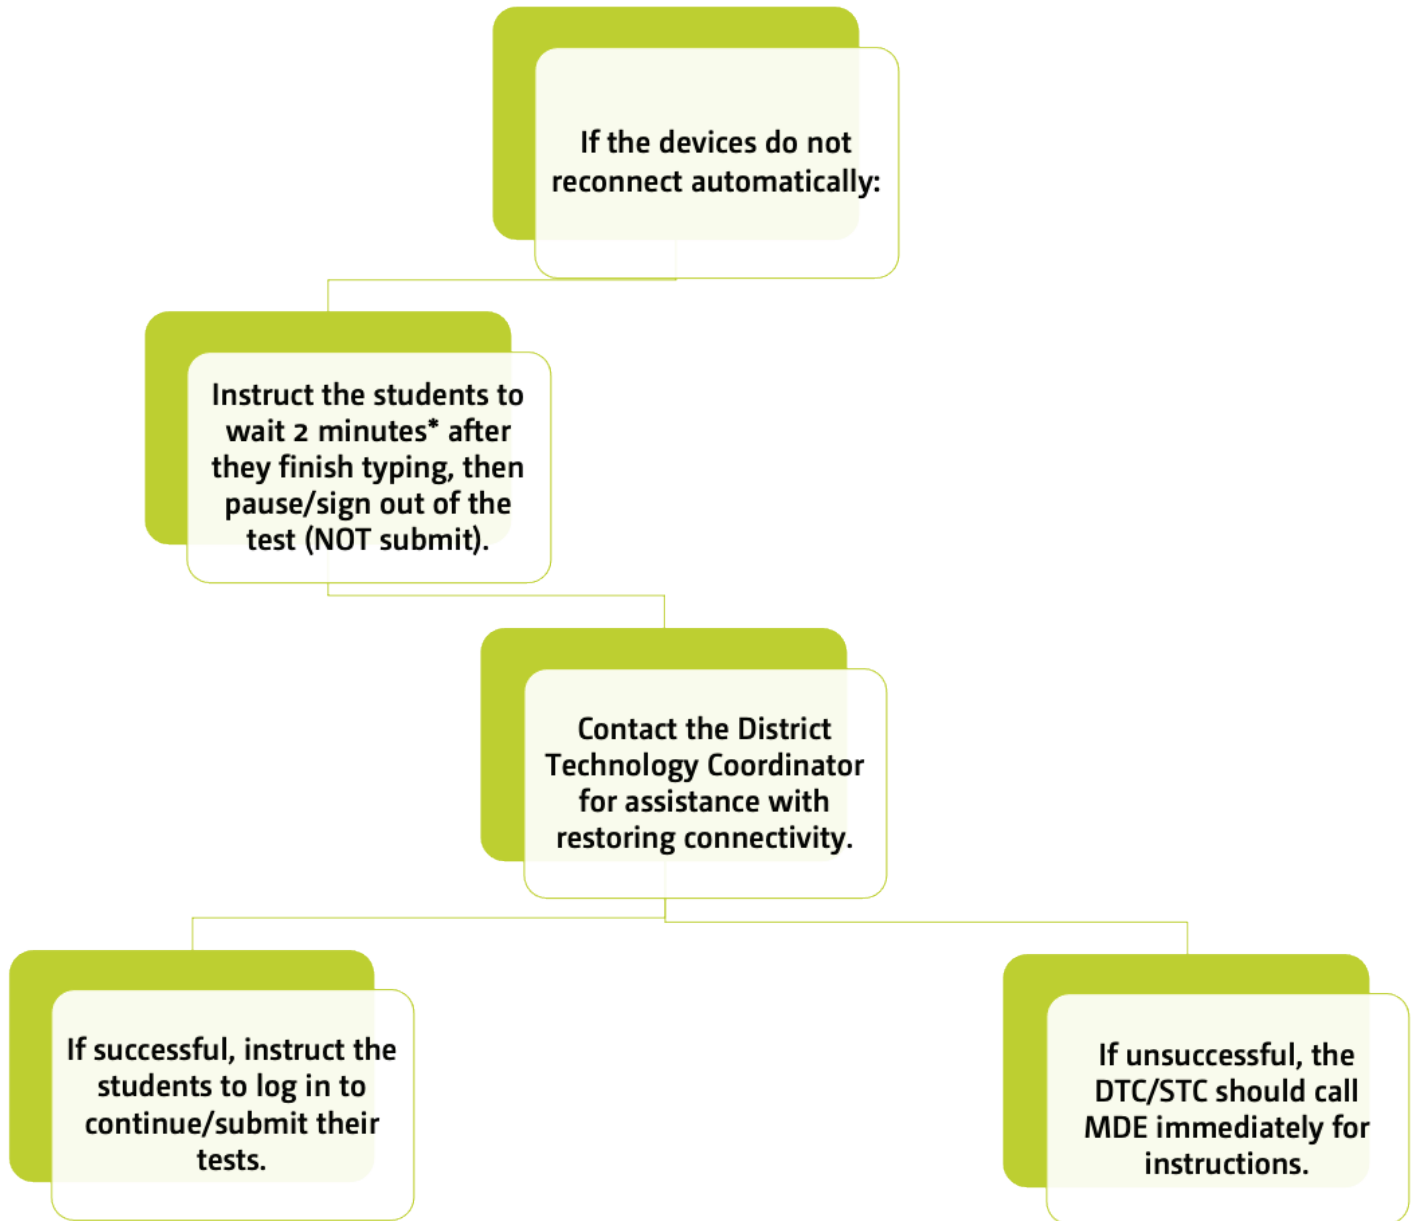 If the devices do not
reconnect automatically:
Instruct the students to
wait 2 minutes* after
they finish typing, then
pause/sign out of the
test (NOT submit).
Contact the District
Technology Coordinator
for assistance with
restoring connectivity.
If successful, instruct the
students to log in to
continue/submit their
tests.
If unsuccessful, the
DTC/STC should call
MDE immediately for
instructions.